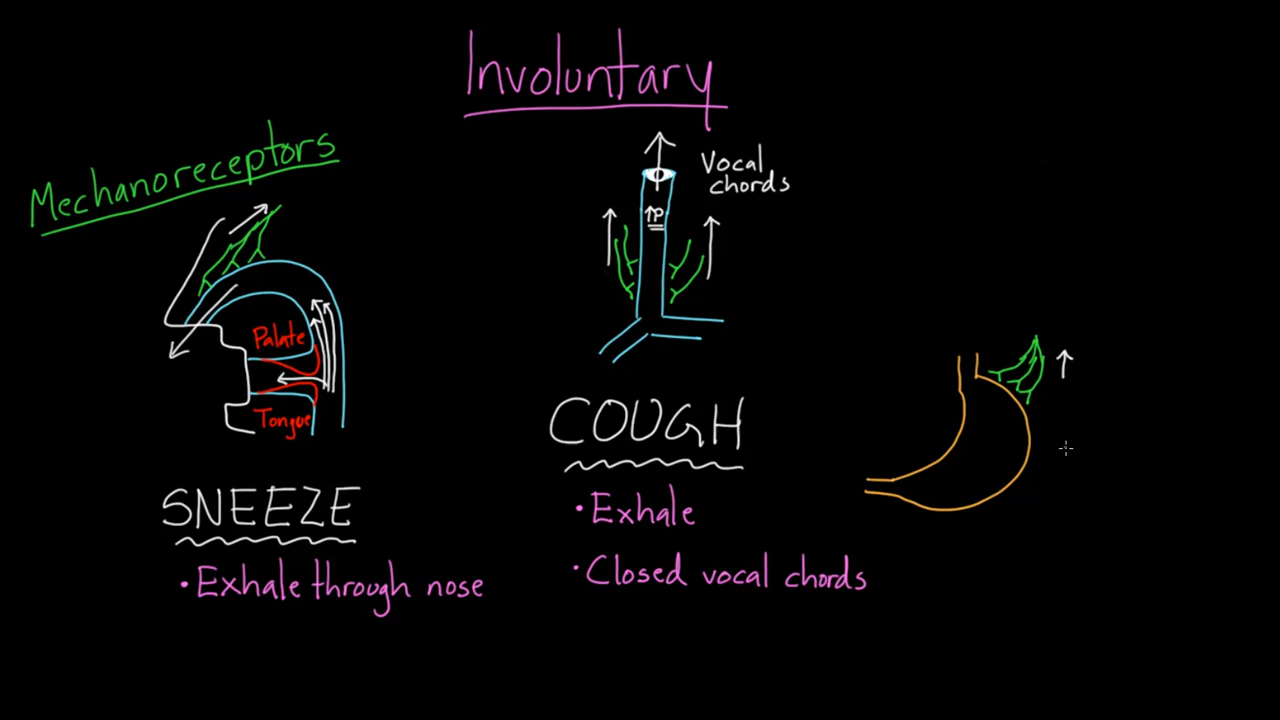 Involuntary
Mechanoreceptors
Vocal
chords
↑P
Palate
Tongue
COUGH
SNEEZE
• Exhale
• Closed vocal chords
• Exhale through nose